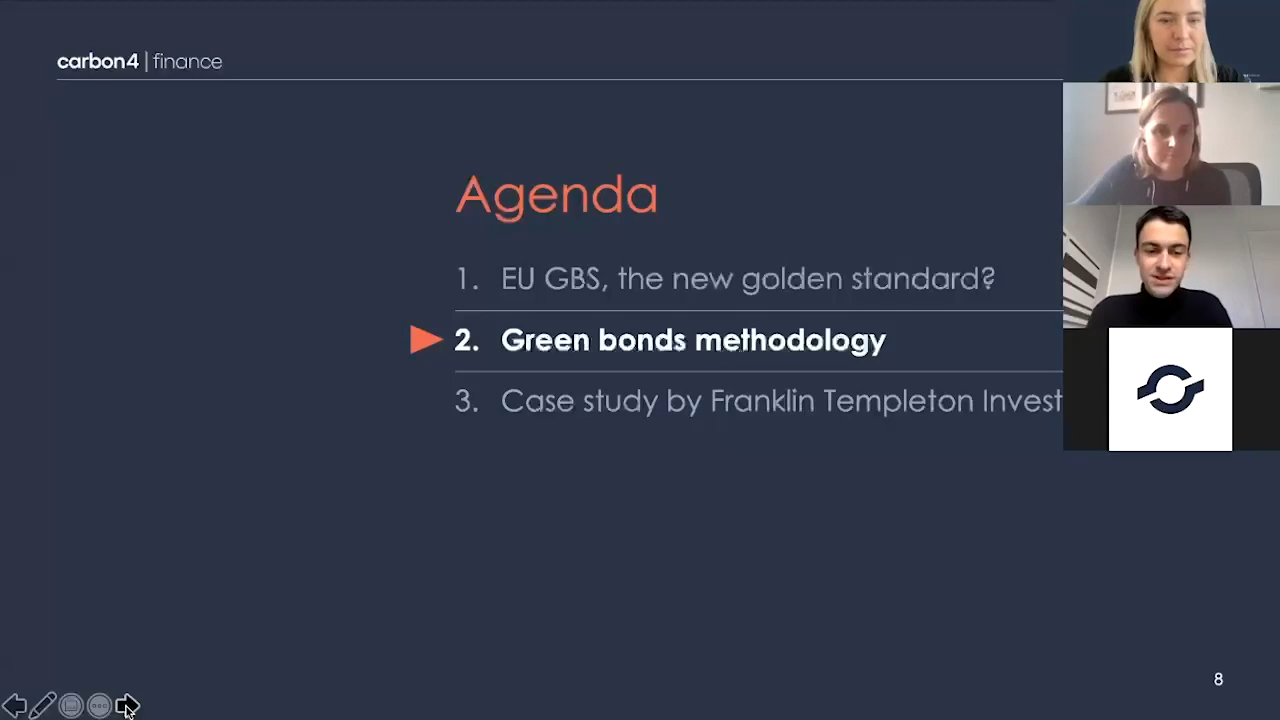 carbon4 | finance
Agenda
1. EU GBS, the new golden standard?
2. Green bonds methodology
3. Case study by Franklin Templeton Invest
8